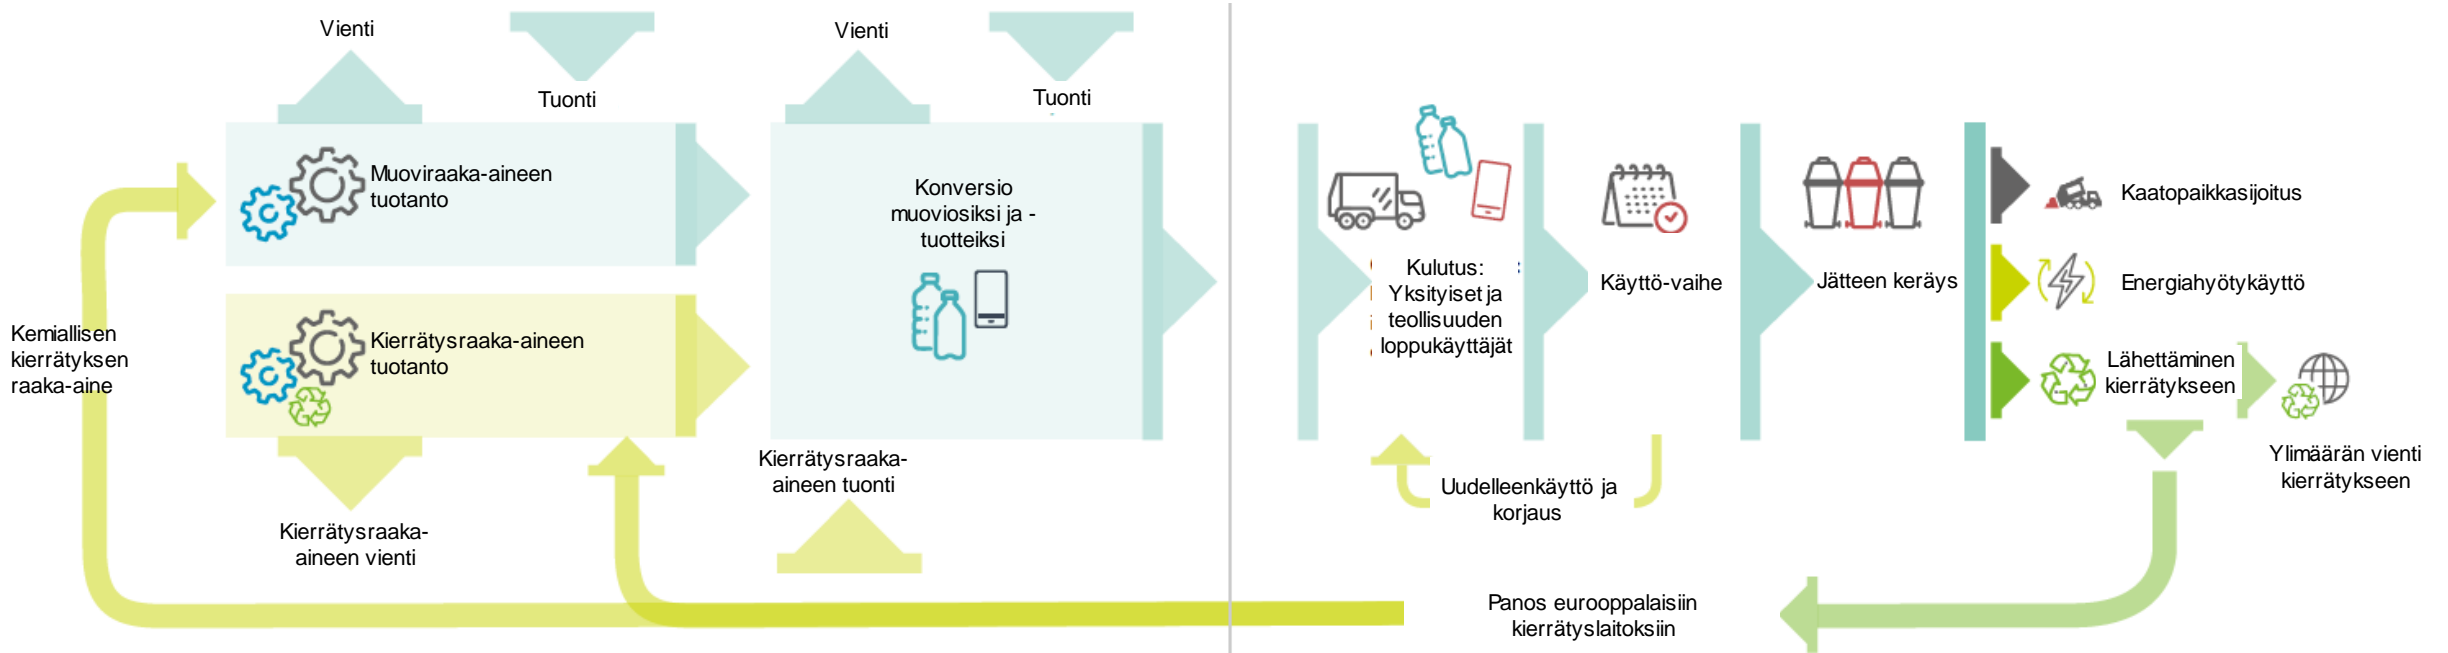 Vienti
Tuonti
Vienti
Tuonti
Muoviraaka-aineen
tuotanto
Konversio
muoviosiksi ja -
tuotteiksi
Kierrätysraaka-aineen
tuotanto
Kemiallisen
kierrätyksen
raaka-aine
Kierrätysraaka-
aineen vienti
Kierrätysraaka-
aineen tuonti
Kulutus:
Yksityiset ja
teollisuuden
loppukäyttäjät
Käyttö-vaihe
Jätteen keräys
Kaatopaikkasijoitus
Energiahyötykäyttö
Lähettäminen
kierrätykseen
Ylimäärän vienti
kierrätykseen
Uudelleenkäyttö ja
korjaus
Panos eurooppalaisiin
kierrätyslaitoksiin